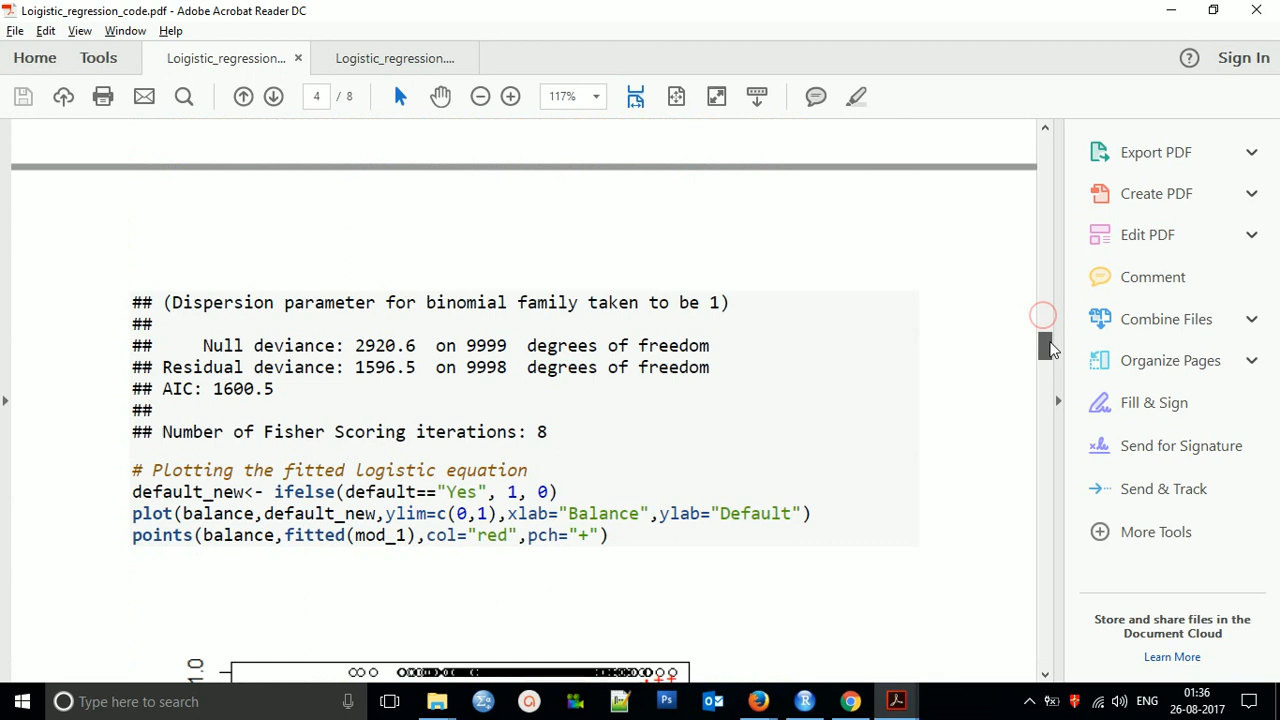 Loigistic_regression_code.pdf - Adobe Acrobat Reader DC
File Edit View Window Help
Home Tools Loigistic_regression... × Logistic_regression.... ? Sign In
4 / 8 117%
Export PDF
Create PDF
Edit PDF
Comment
Combine Files
Organize Pages
Fill & Sign
Send for Signature
Send & Track
More Tools
Store and share files in the
Document Cloud
Learn More
## (Dispersion parameter for binomial family taken to be 1)
##
## Null deviance: 2920.6 on 9999 degrees of freedom
## Residual deviance: 1596.5 on 9998 degrees of freedom
## AIC: 1600.5
##
## Number of Fisher Scoring iterations: 8
# Plotting the fitted logistic equation
default_new<- ifelse(default=="Yes", 1, 0)
plot(balance,default_new,ylim=c(0,1),xlab="Balance",ylab="Default")
points(balance,fitted(mod_1),col="red",pch="+")
1.0
Type here to search
ENG
01:36
26-08-2017